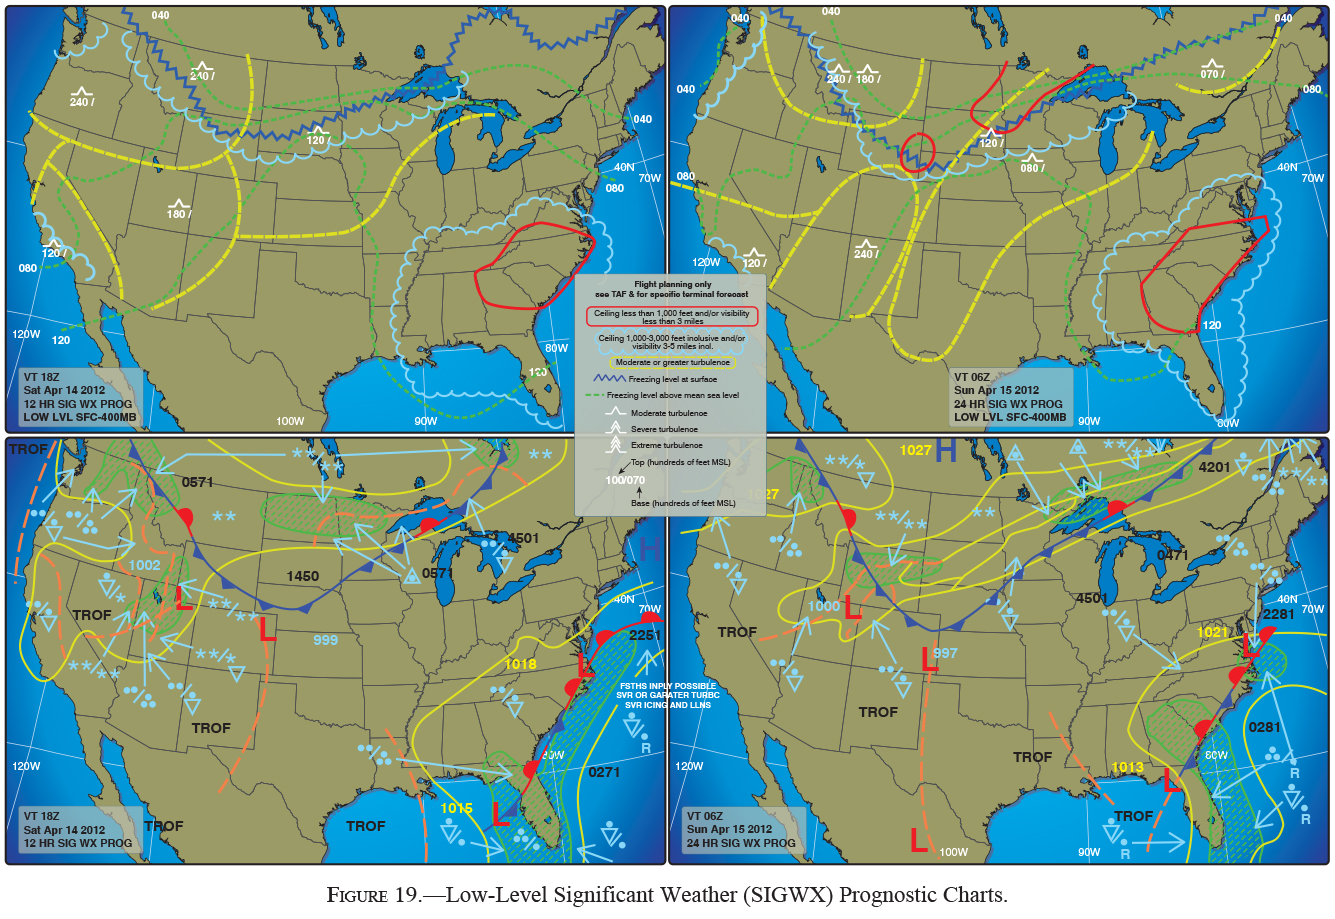 040
240 /
240 /
120 /
040
40N
70W
080
180 /
120 /
080
120W
120
80W
120
VT 18Z
Sat Apr 14 2012
12 HR SIG WX PROG
LOW LVL SFC-400MB
100W
90W
040
040
040
240 /
180 /
070 /
040
080
120 /
080 /
40N
70W
080
120W
120 /
240 /
120
VT 06Z
Sun Apr 15 2012
24 HR SIG WX PROG
LOW LVL SFC-400MB
90W
80W
Flight planning only
see TAF & for specific terminal forecast
Ceiling less than 1,000 feet and/or visibility
less than 3 miles
Ceiling 1,000-3,000 feet inclusive and/or
visibility 3-5 miles incl.
Moderate or greater turbulence
Freezing level at surface
Freezing level above mean sea level
Moderate turbulence
Severe turbulence
Extreme turbulence
Top (hundreds of feet MSL)
100/070
Base (hundreds of feet MSL)
TROF
0571
4501
H
1002
1450
0571
L
TROF
40N
70W
L
999
2251
1018
L
FSTHS INPLY POSSIBLE
SVR OR GARATER TURBC
SVR ICING AND LLNS
TROF
R
80W
120W
0271
1015
L
VT 18Z
Sat Apr 14 2012
12 HR SIG WX PROG
TROF
TROF
1027
H
4201
1027
0471
1000
L
4501
40N
70W
2281
TROF
1021
L
L
997
TROF
0281
TROF
80W
120W
1013
R
L
VT 06Z
Sun Apr 15 2012
24 HR SIG WX PROG
TROF
R
L
100W
90W
R
FIGURE 19.—Low-Level Significant Weather (SIGWX) Prognostic Charts.